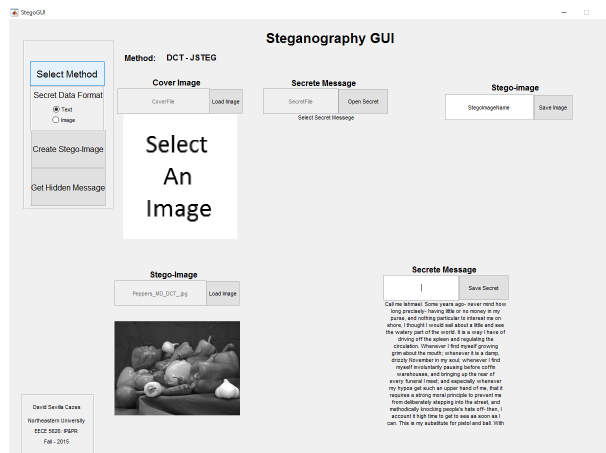 StegoGUI
Steganography GUI
Method: DCT - JSTEG
Select Method
Secret Data Format
Text
Image
Create Stego-Image
Get Hidden Message
Cover Image
CoverFile
Load Image
Select
An
Image
Secrete Message
SecretFile
Open Secret
Select Secret Message
Stego-image
StegoImageName
Save Image
Stego-Image
Peppers_MD_DCT_.jpg
Load Image
Secrete Message
Save Secret
Call me Ishmael. Some years ago- never mind how
long precisely- having little or no money in my
purse, and nothing particular to interest me on
shore, I thought I would sail about a little and see
the watery part of the world. It is a way I have of
driving off the spleen and regulating the
circulation. Whenever I find myself growing
grim about the mouth; whenever it is a damp,
drizzly November in my soul; whenever I find
myself involuntarily pausing before coffin
warehouses, and bringing up the rear of
every funeral I meet; and especially whenever
my hypos get such an upper hand of me, that it
requires a strong moral principle to prevent me
from deliberately stepping into the street, and
methodically knocking people's hats off- then, I
account it high time to get to sea as soon as I
can. This is my substitute for pistol and ball. With
David Sevilla Cazes
Northeastern University
EECE 5626: IP&PR
Fall - 2015